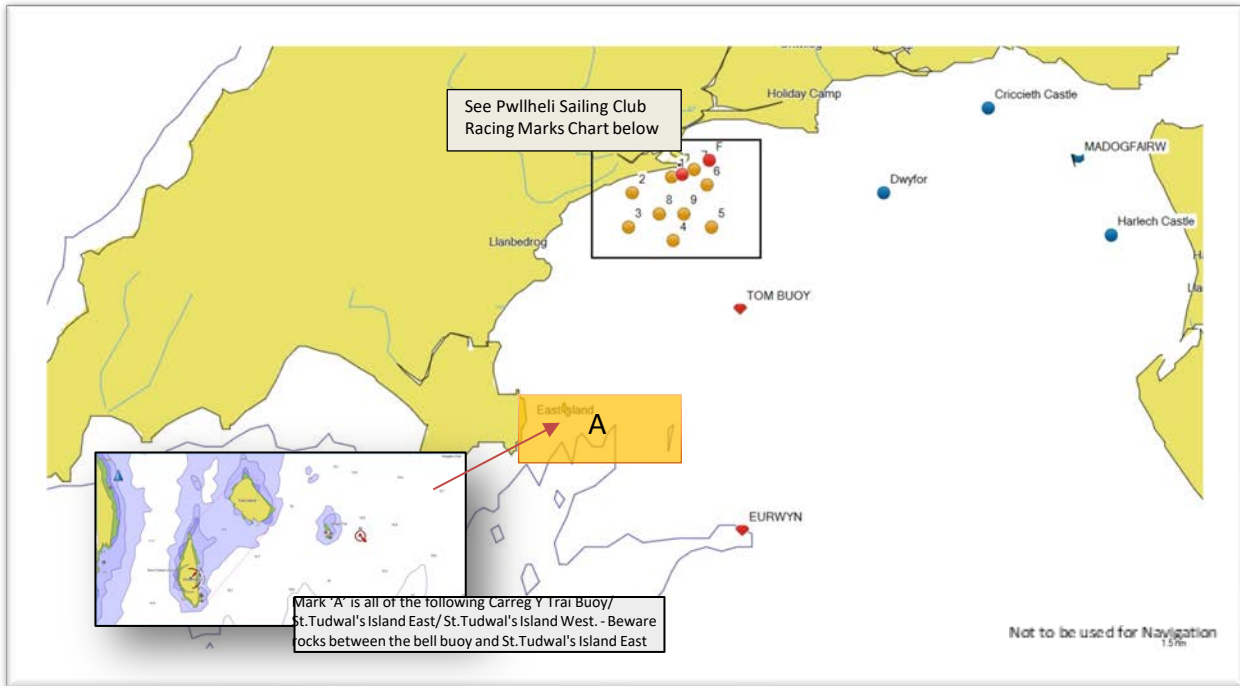 See Pwllheli Sailing Club
Racing Marks Chart below
Holiday Camp
Criccieth Castle
MADOGFAIRW
F
7
1
6
2
Dwyfor
8
9
3
5
4
Harlech Castle
Llanbedrog
TOM BUOY
East Island
A
EURWYN
Mark 'A' is all of the following Carreg Y Trai Buoy/
St.Tudwal's Island East/ St.Tudwal's Island West. - Beware
rocks between the bell buoy and St.Tudwal's Island East
Not to be used for Navigation
1.5 nm